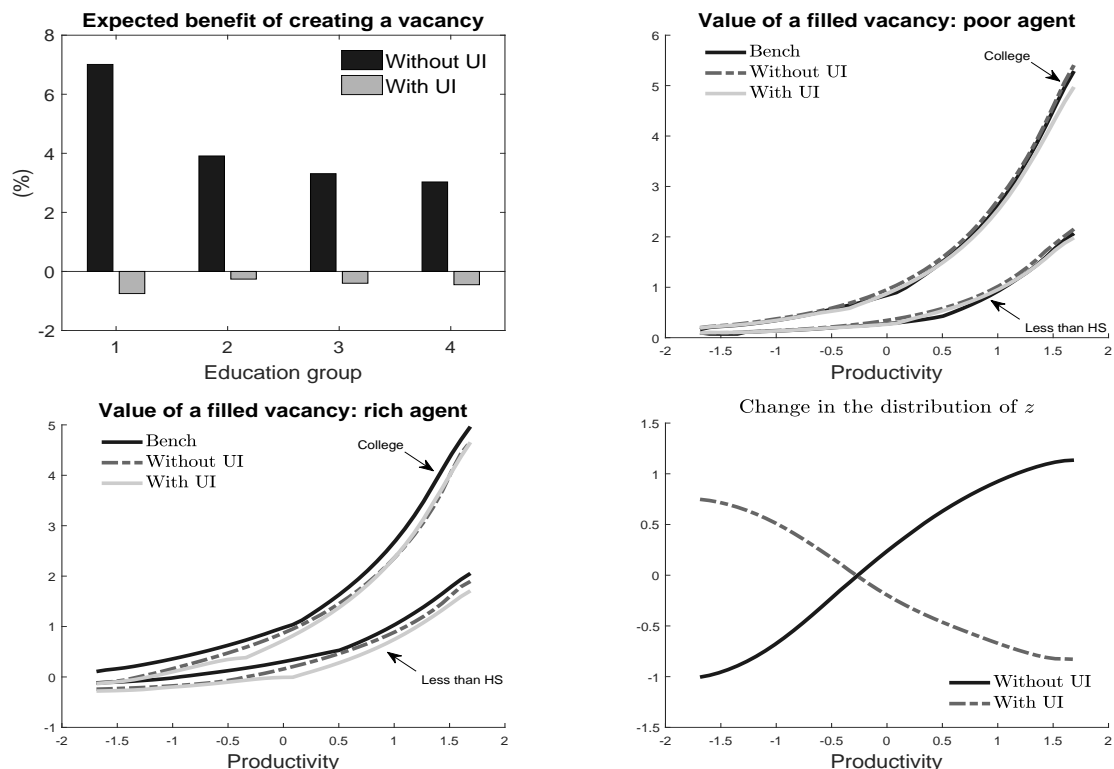 Expected benefit of creating a vacancy
8
6
4
2
0
-2
(%)
Without UI
With UI
1 2 3 4
Education group
Value of a filled vacancy: poor agent
6
5
4
3
2
1
0
Bench
Without UI
With UI
College
Less than HS
-2 -1.5 -1 -0.5 0 0.5 1 1.5 2
Productivity
Value of a filled vacancy: rich agent
5
4
3
2
1
0
-1
Bench
Without UI
With UI
College
Less than HS
-2 -1.5 -1 -0.5 0 0.5 1 1.5 2
Productivity
Change in the distribution of z
1.5
1
0.5
0
-0.5
-1
-1.5
Without UI
With UI
-2 -1.5 -1 -0.5 0 0.5 1 1.5 2